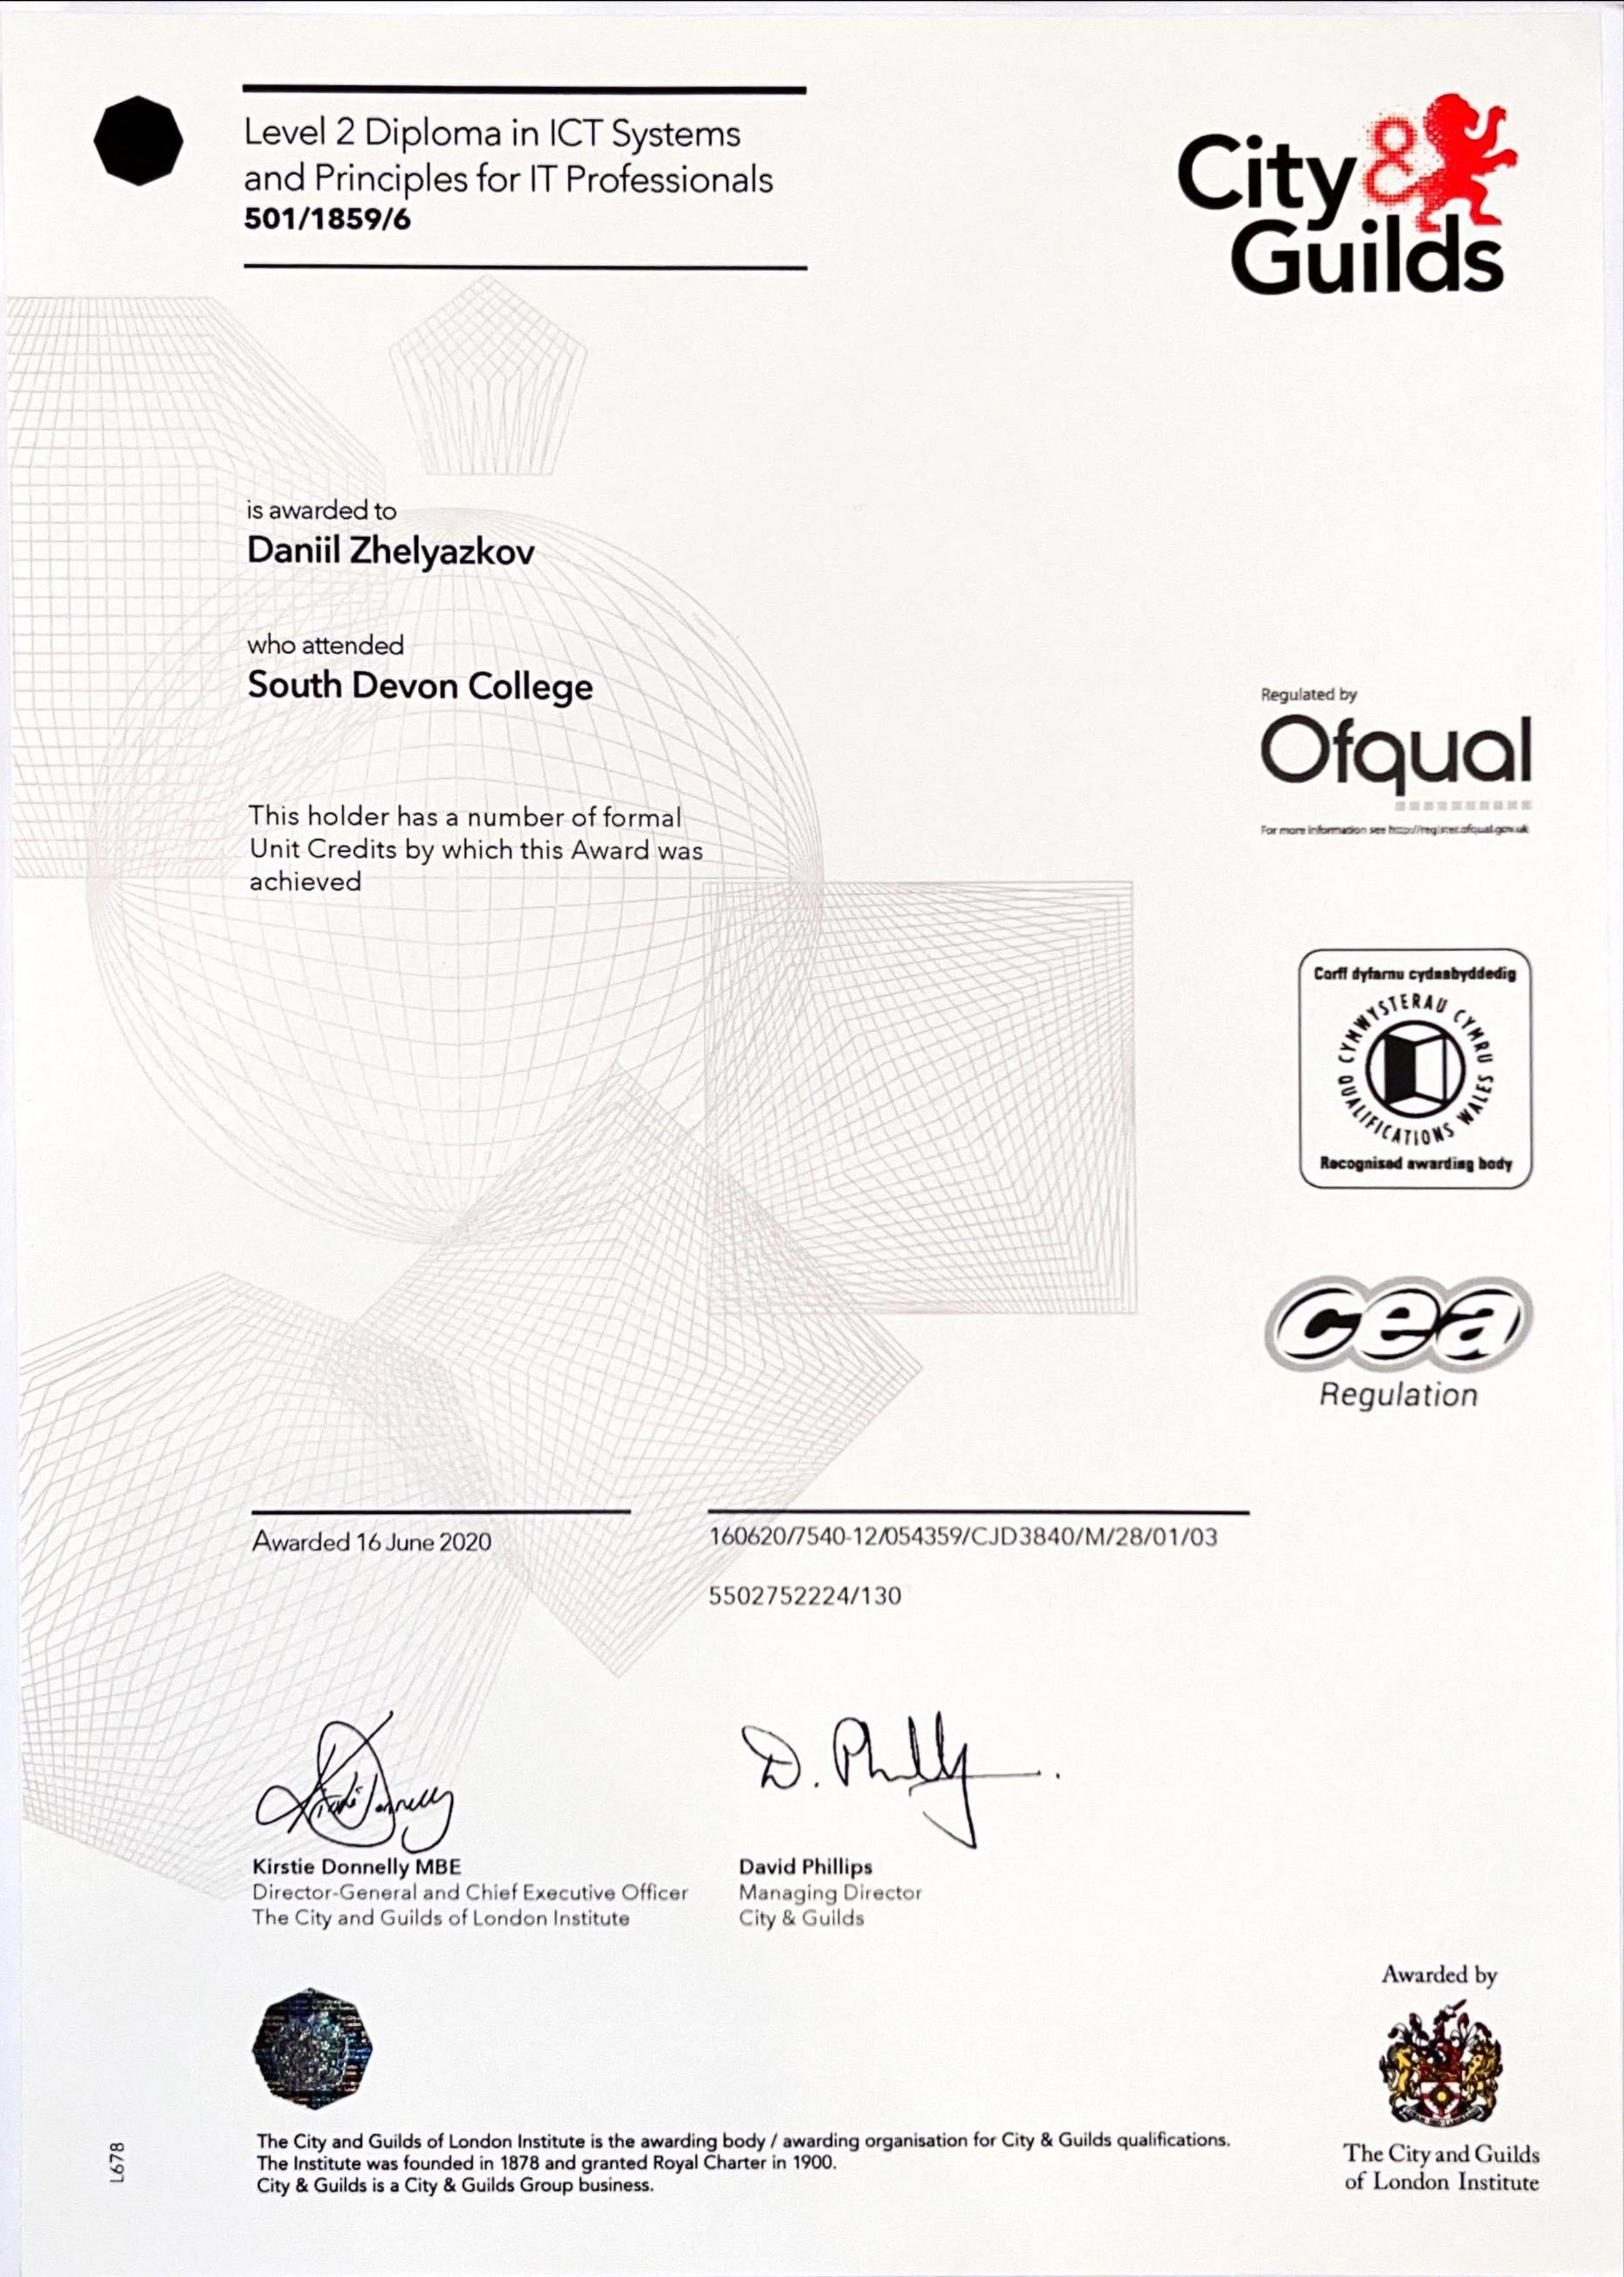 Level 2 Diploma in ICT Systems
and Principles for IT Professionals
501/1859/6
City &
Guilds
is awarded to
Daniil Zhelyazkov
who attended
South Devon College
This holder has a number of formal
Unit Credits by which this Award was
achieved
Regulated by
Ofqual
For more information see http://register.ofqual.gov.uk
Corff dyfarnu cydnabyddedig
CYMWYSTERAU CYMRU
QUALIFICATIONS WALES
Recognised awarding body
cea
Regulation
Awarded 16 June 2020
160620/7540-12/054359/CJD3840/M/28/01/03
5502752224/130
D. Philly
Kirstie Donnelly MBE
Director-General and Chief Executive Officer
The City and Guilds of London Institute
David Phillips
Managing Director
City & Guilds
Awarded by
The City and Guilds
of London Institute
The City and Guilds of London Institute is the awarding body / awarding organisation for City & Guilds qualifications.
The Institute was founded in 1878 and granted Royal Charter in 1900.
City & Guilds is a City & Guilds Group business.
L678